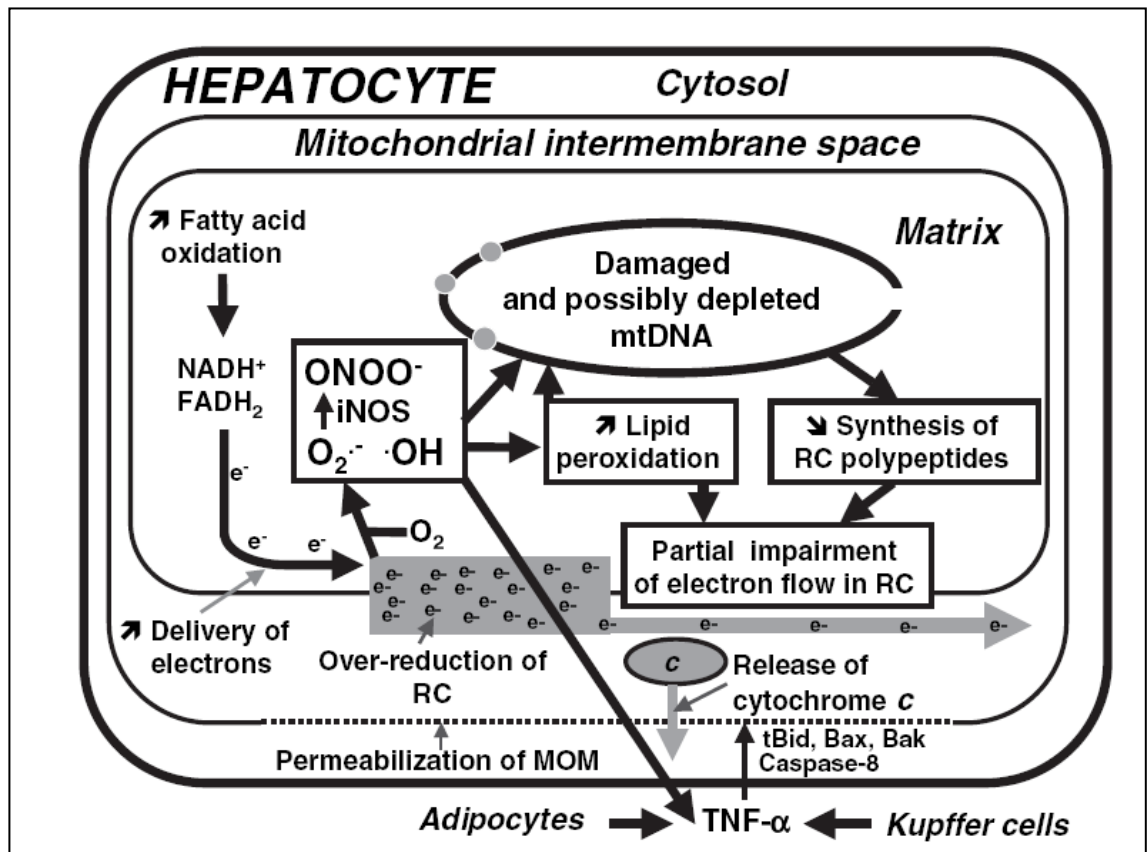 HEPATOCYTE Cytosol
Mitochondrial intermembrane space
↗ Fatty acid
oxidation
Matrix
Damaged
and possibly depleted
mtDNA
NADH⁺
FADH₂
ONOO⁻
iNOS
O₂·⁻ ·OH
↗ Lipid
peroxidation
↘ Synthesis of
RC polypeptides
e⁻
e⁻ e⁻
O₂
Partial impairment
of electron flow in RC
e- e- e- e- e- e-
e- e- e- e- e-
e- e- e-
e- e- e- e- e-
e- e- e- e- e-
↗ Delivery of
electrons
Over-reduction of
RC
c
Release of
cytochrome c
Permeabilization of MOM
tBid, Bax, Bak
Caspase-8
Adipocytes TNF-α Kupffer cells